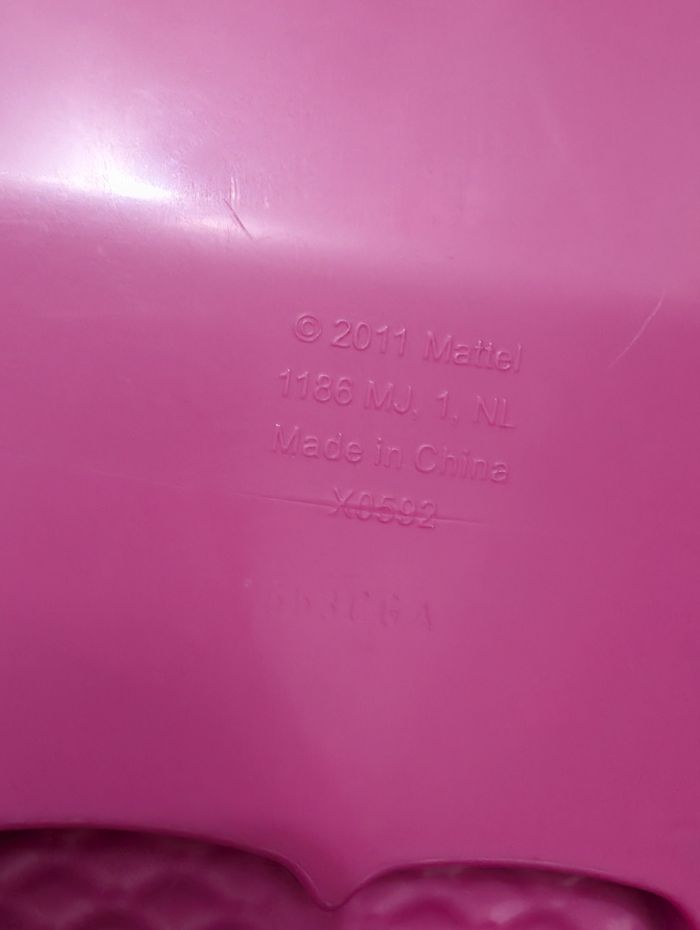 © 2011 Mattel
1186 MJ, 1, NL
Made in China
X0592